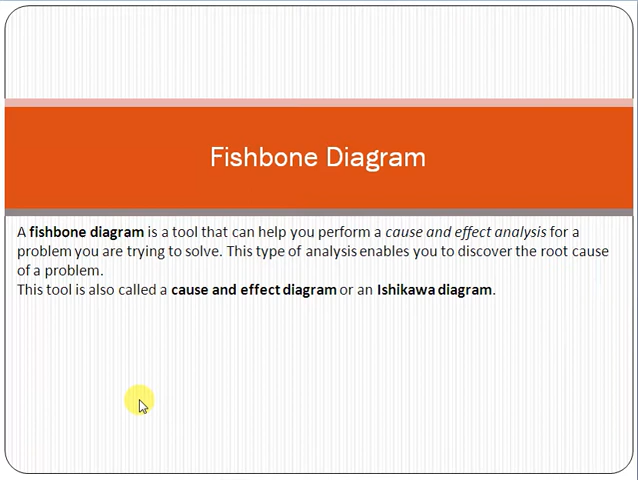 Fishbone Diagram
A fishbone diagram is a tool that can help you perform a cause and effect analysis for a
problem you are trying to solve. This type of analysis enables you to discover the root cause
of a problem.
This tool is also called a cause and effect diagram or an Ishikawa diagram.